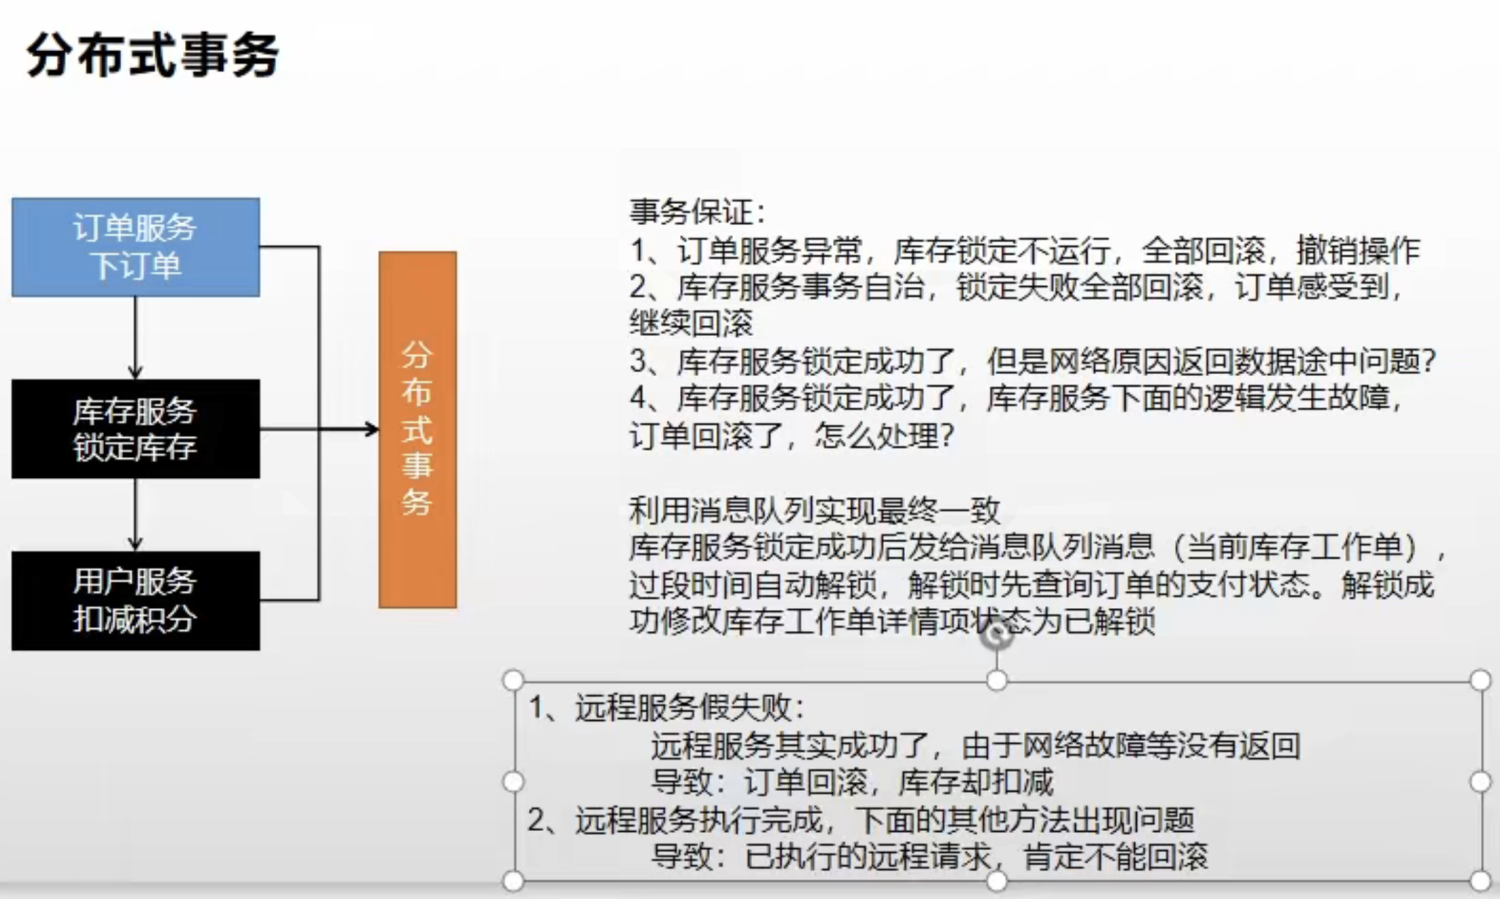 分布式事务
订单服务
下订单
库存服务
锁定库存
用户服务
扣减积分
分
布
式
事
务
事务保证：
1、订单服务异常，库存锁定不运行，全部回滚，撤销操作
2、库存服务事务自治，锁定失败全部回滚，订单感受到，
继续回滚
3、库存服务锁定成功了，但是网络原因返回数据途中问题？
4、库存服务锁定成功了，库存服务下面的逻辑发生故障，
订单回滚了，怎么处理？
利用消息队列实现最终一致
库存服务锁定成功后发给消息队列消息（当前库存工作单），
过段时间自动解锁，解锁时先查询订单的支付状态。解锁成
功修改库存工作单详情项状态为已解锁
1、远程服务假失败：
远程服务其实成功了，由于网络故障等没有返回
导致：订单回滚，库存却扣减
2、远程服务执行完成，下面的其他方法出现问题
导致：已执行的远程请求，肯定不能回滚